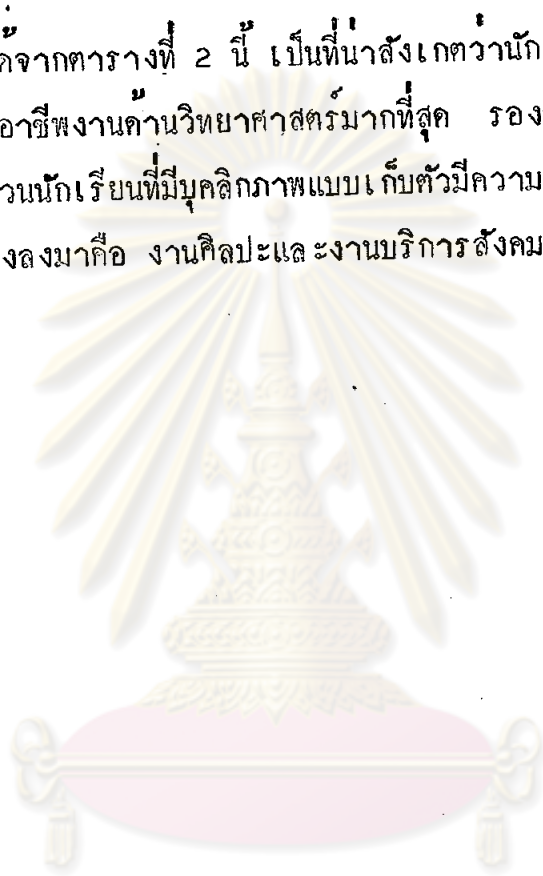 ค้จากตารางที่ 2 นี้ เป็นที่น่าสังเกตว่านัก
อาชีพงานด้านวิทยาศาสตร์มากที่สุด รอง
วนนักเรียนที่มีบุคลิกภาพแบบเก็บตัวมีความ
งลงมาคือ งานศิลปะและงานบริการสังคม